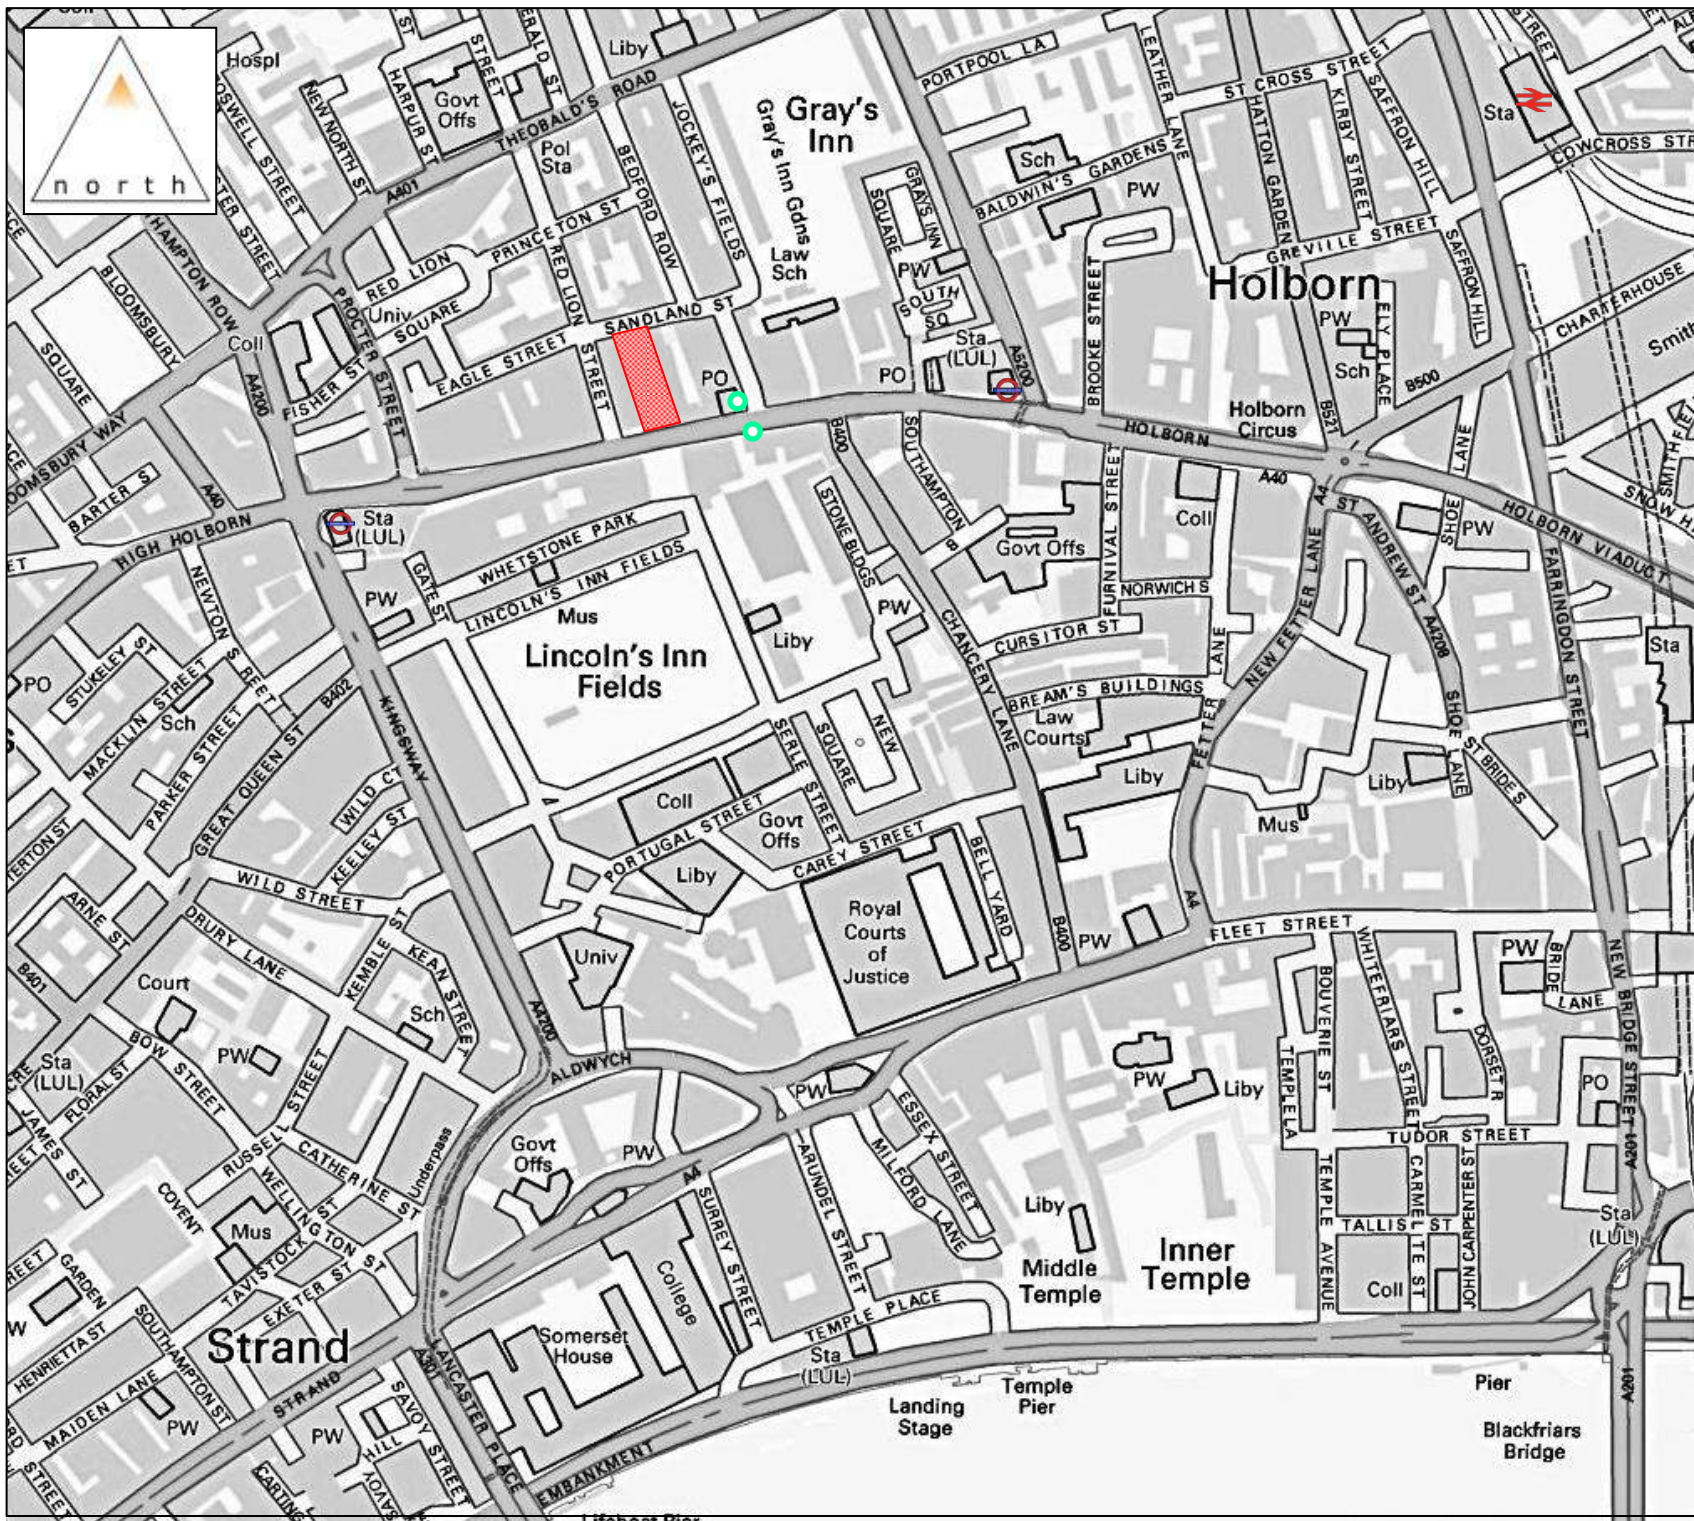 north
Hospl
HARPUR ST
Govt
Offs
STREET
Liby
THEOBALD'S ROAD
Pol
Sta
A401
NEW NORTH ST
BOSWELL STREET
BEDFORD ROW
JOCKEY'S FIELDS
Gray's
Inn
Gray's Inn Gdns
Law
Sch
PORTPOOL LA
LEATHER LANE
ST CROSS STREET
HATTON GARDEN
KIRBY STREET
SAFFRON HILL
Sta
COWCROSS STR
Sch
BALDWIN'S GARDENS
PW
GRAYS INN
SQUARE
PW
SOUTH
SQ
Sta
(LUL)
A5200
BROOKE STREET
GREVILLE STREET
SAFFRON HILL
Holborn
ELY PLACE
PW
Sch
B500
B521
CHARTERHOUSE
Smith
PRINCETON ST
RED LION
SQUARE
RED LION
STREET
SANDLAND ST
EAGLE STREET
PROCTER STREET
FISHER ST
Univ
Coll
A4200
HAMPTON ROW
BLOOMSBURY
SQUARE
OOMSBURY WAY
BARTER S
A40
HIGH HOLBORN
PO
PO
B400
HOLBORN
Holborn
Circus
A40
A4
HOLBORN VIADUCT
SNOW H
SMITHFIE
Sta
(LUL)
WHETSTONE PARK
LINCOLN'S INN FIELDS
GATE ST
PW
NEWTON STREET
Mus
Lincoln's Inn
Fields
Liby
STONE BLDGS
PW
SOUTHAMPTON B
Govt Offs
FURNIVAL STREET
Coll
NORWICH S
CURSITOR ST
CHANCERY LANE
BREAM'S BUILDINGS
Law
Courts
Liby
FETTER LANE
NEW FETTER LANE
ST ANDREW ST
A4208
SHOE LANE
PW
FARRINGDON STREET
Sta
SHOE LANE
ST BRIDES
Liby
Mus
PO
STUKELEY ST
MACKLIN STREET
Sch
PARKER STREET
GREAT QUEEN ST
B402
KINGSWAY
WILD CT
KEELEY ST
WILD STREET
SERLE STREET
NEW
SQUARE
Coll
PORTUGAL STREET
Govt
Offs
CAREY STREET
Liby
BELL YARD
Royal
Courts
of
Justice
B400
PW
A4
FLEET STREET
TERTON ST
ARNE ST
B401
DRURY LANE
KEMBLE ST
KEAN STREET
Court
Sch
BOW STREET
PW
Univ
A4200
ALDWYCH
PW
BOUVERIE ST
WHITEFRIARS STREET
PW
BRIDE
LANE
NEW BRIDGE STREET
DORSET R
TEMPLE LA
PW
Liby
PO
TUDOR STREET
A201
Sta
(LUL)
FLORAL ST
JAMES ST
RUSSELL STREET
CATHERINE ST
WELLINGTON ST
Underpass
COVENT
GARDEN
Mus
TAVISTOCK
EXETER ST
Govt
Offs
PW
A4
ESSEX STREET
MILFORD LANE
ARUNDEL STREET
SURREY STREET
Liby
Middle
Temple
Inner
Temple
TEMPLE AVENUE
CARMELITE ST
JOHN CARPENTER ST
TALLIS ST
Coll
Sta
(LUL)
HENRIETTA ST
SOUTHAMPTON ST
MAIDEN LANE
PW
Strand
STRAND
A301
LANCASTER PLACE
SAVOY STREET
PW
SAVOY
HILL
CARTING
Somerset
House
College
TEMPLE PLACE
Sta
(LUL)
Landing
Stage
Temple
Pier
Pier
Blackfriars
Bridge
A201
EMBANKMENT